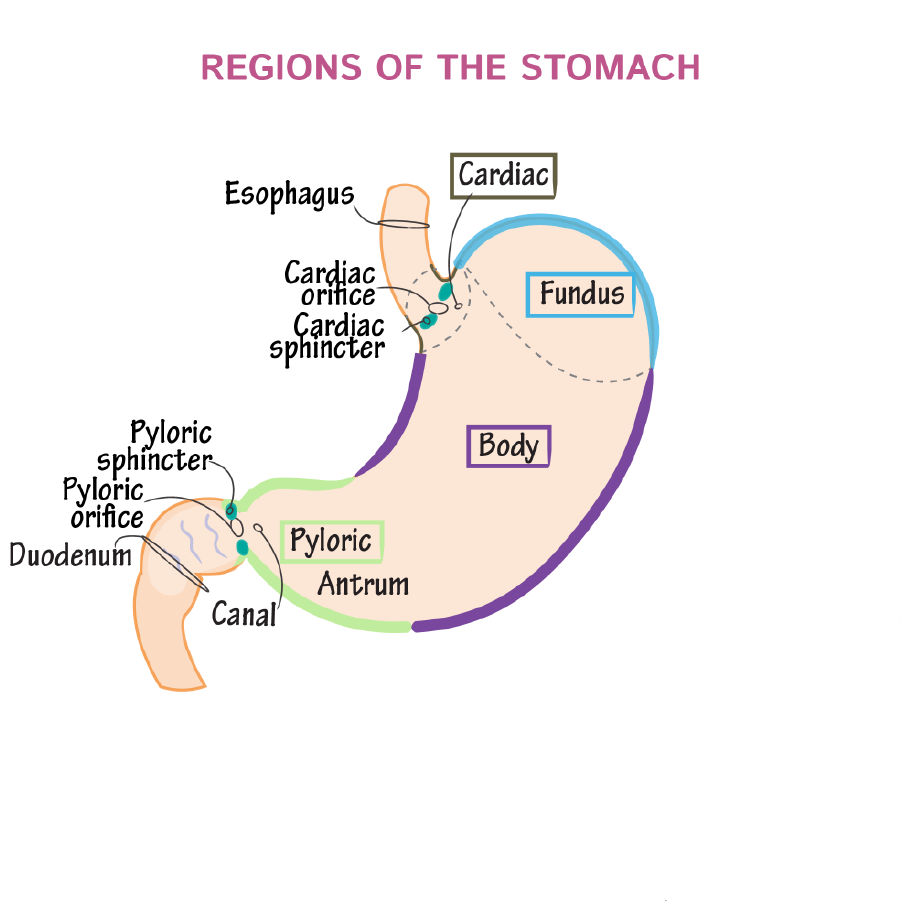 REGIONS OF THE STOMACH
Cardiac
Esophagus
Cardiac
orifice
Cardiac
sphincter
Fundus
Body
Pyloric
sphincter
Pyloric
orifice
Duodenum
Pyloric
Antrum
Canal